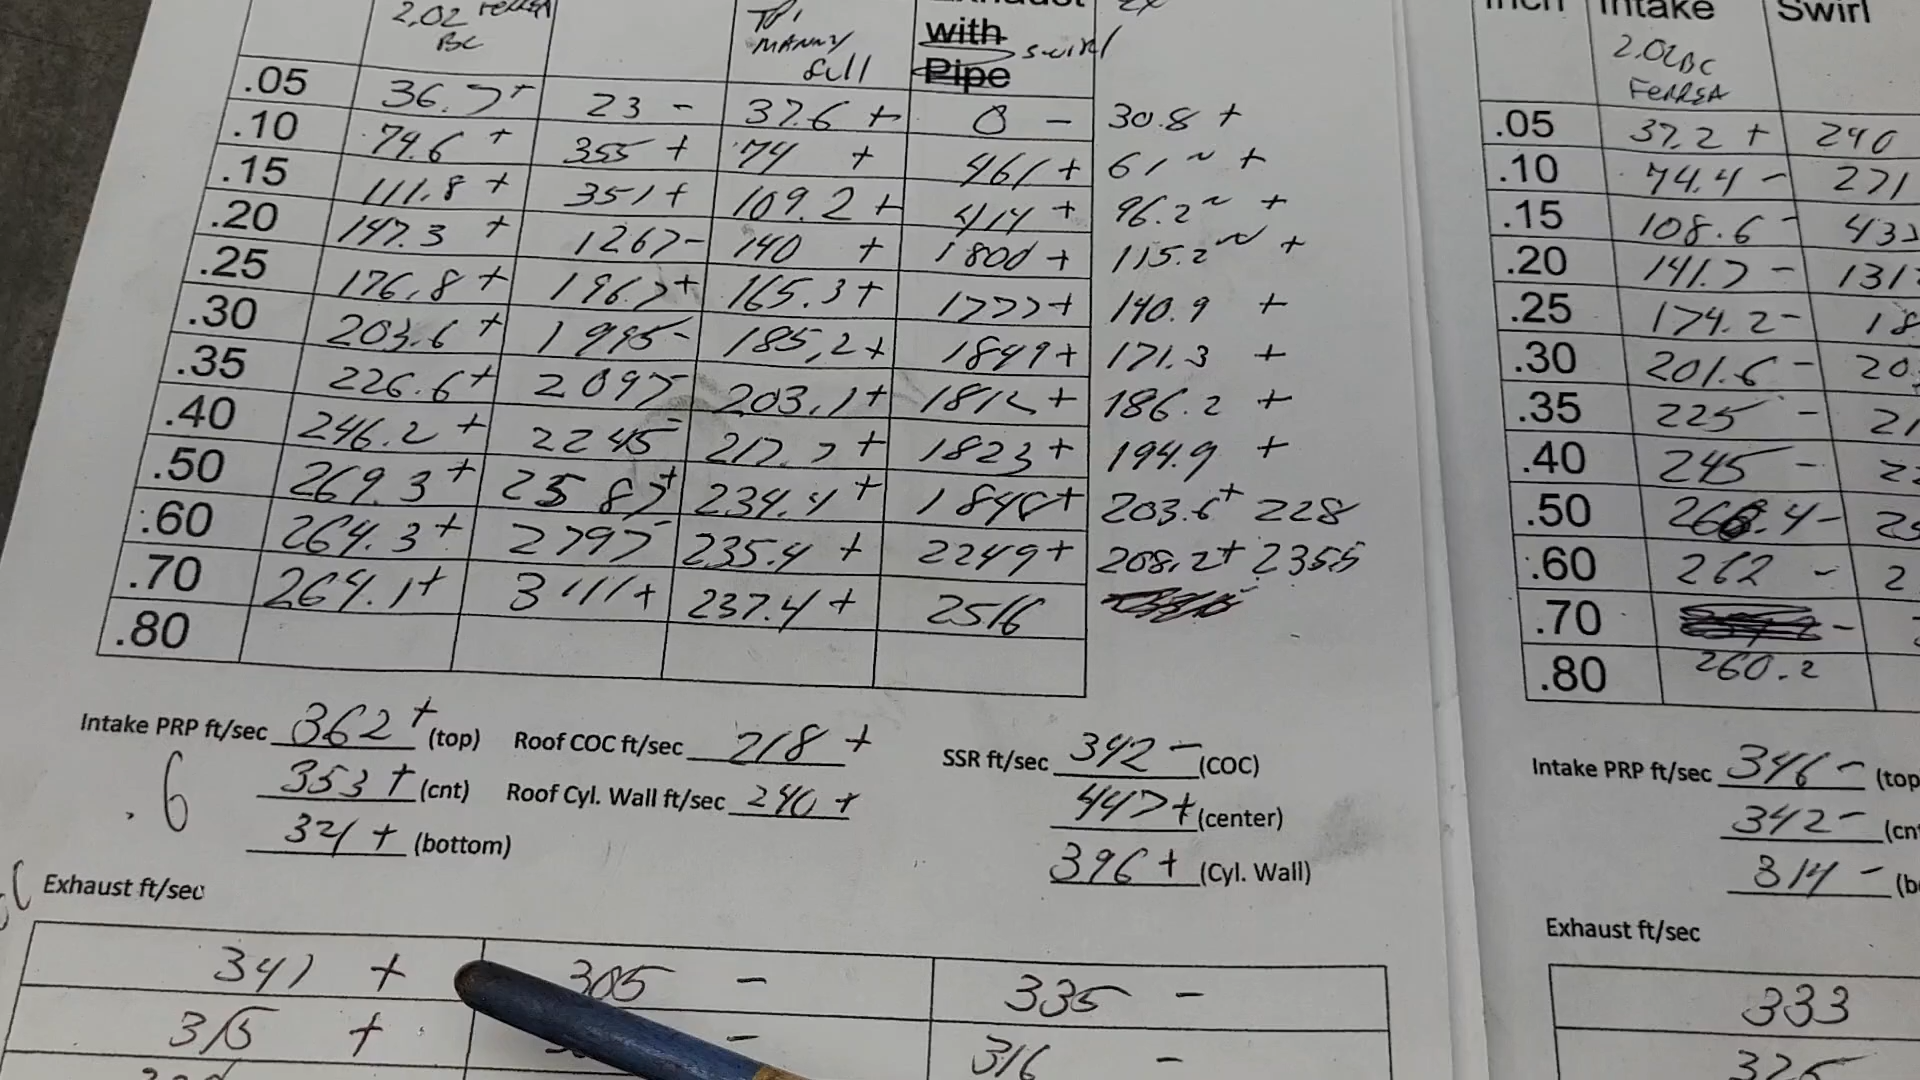 2.02 FERREA
BC
MANNY
full
with swirl
Pipe
.05 36.7+ 23 - 37.6 + 0 - 30.8 +
.10 74.6 + 355 + 74 + 461 + 61 ~ +
.15 111.8 + 351 + 109.2 + 414 + 96.2 ~ +
.20 147.3 + 1267- 140 + 1800 + 115.2 ~ +
.25 176.8 + 1967+ 165.3 + 1777+ 140.9 +
.30 203.6 + 1995- 185.2+ 1849+ 171.3 +
.35 226.6+ 2097- 203.1+ 186.2 +
.40 246.2 + 2245- 217.7+ 1823+ 194.9 +
.50 269.3+ 2587+ 234.4+ 203.6+ 228
.60 264.3+ 2797- 235.4 + 2249+ 208.2+ 2355
.70 264.1+ 3111+ 237.4 + 2516
.80
Intake PRP ft/sec 362+ (top) Roof COC ft/sec 218 + SSR ft/sec 342- (COC)
.6 353+ (cnt) Roof Cyl. Wall ft/sec 240 + 447+ (center)
321 + (bottom) 396 + (Cyl. Wall)
Exhaust ft/sec
341 + 305 - 335 -
315 + - 316 -
Intake Swirl
2.02 BC
FERREA
.05 37.2 + 240
.10 74.4 - 271
.15 108.6 -
.20 141.7 -
.25 174.2-
.30 201.6 -
.35 225 -
.40 245 -
.50 268.4-
.60 262 -
.70 -
.80 260.2
Intake PRP ft/sec 346-
342-
314 -
Exhaust ft/sec
333